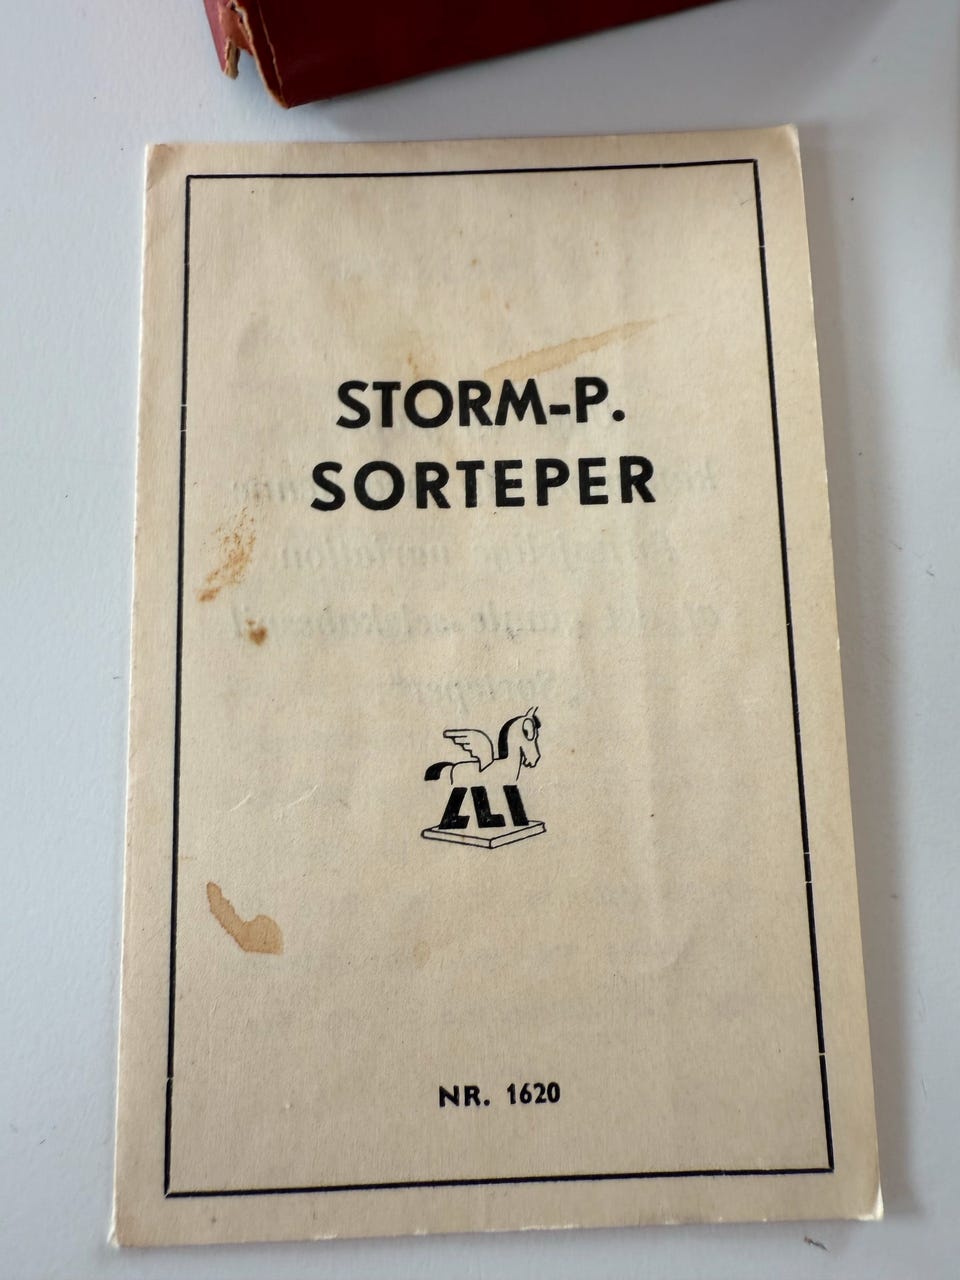 STORM-P.
SORTEPER
LLI
NR. 1620